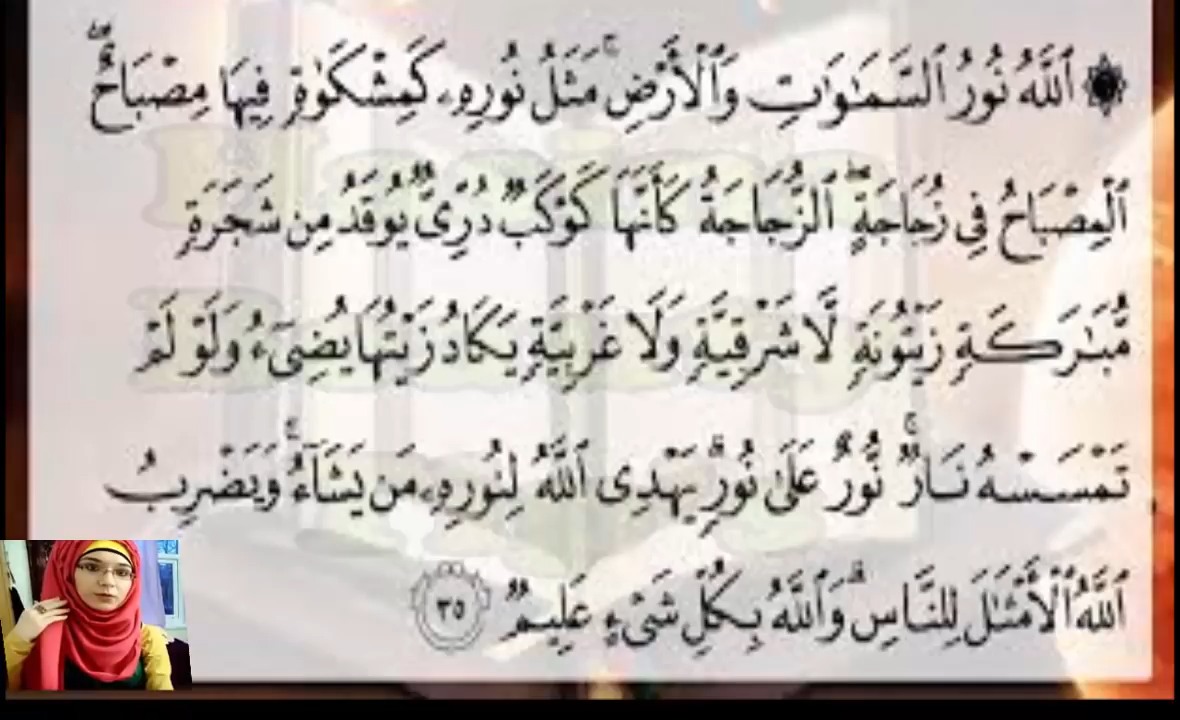 ۞ ٱللَّهُ نُورُ ٱلسَّمَٰوَٰتِ وَٱلْأَرْضِ ۚ مَثَلُ نُورِهِۦ كَمِشْكَوٰةٍ فِيهَا مِصْبَاحٌ ۖ
ٱلْمِصْبَاحُ فِى زُجَاجَةٍ ۖ ٱلزُّجَاجَةُ كَأَنَّهَا كَوْكَبٌ دُرِّىٌّ يُوقَدُ مِن شَجَرَةٍ
مُّبَٰرَكَةٍ زَيْتُونَةٍ لَّا شَرْقِيَّةٍ وَلَا غَرْبِيَّةٍ يَكَادُ زَيْتُهَا يُضِىٓءُ وَلَوْ لَمْ
تَمْسَسْهُ نَارٌ ۚ نُّورٌ عَلَىٰ نُورٍ ۗ يَهْدِى ٱللَّهُ لِنُورِهِۦ مَن يَشَآءُ ۚ وَيَضْرِبُ
ٱللَّهُ ٱلْأَمْثَٰلَ لِلنَّاسِ ۗ وَٱللَّهُ بِكُلِّ شَىْءٍ عَلِيمٌ ٣٥